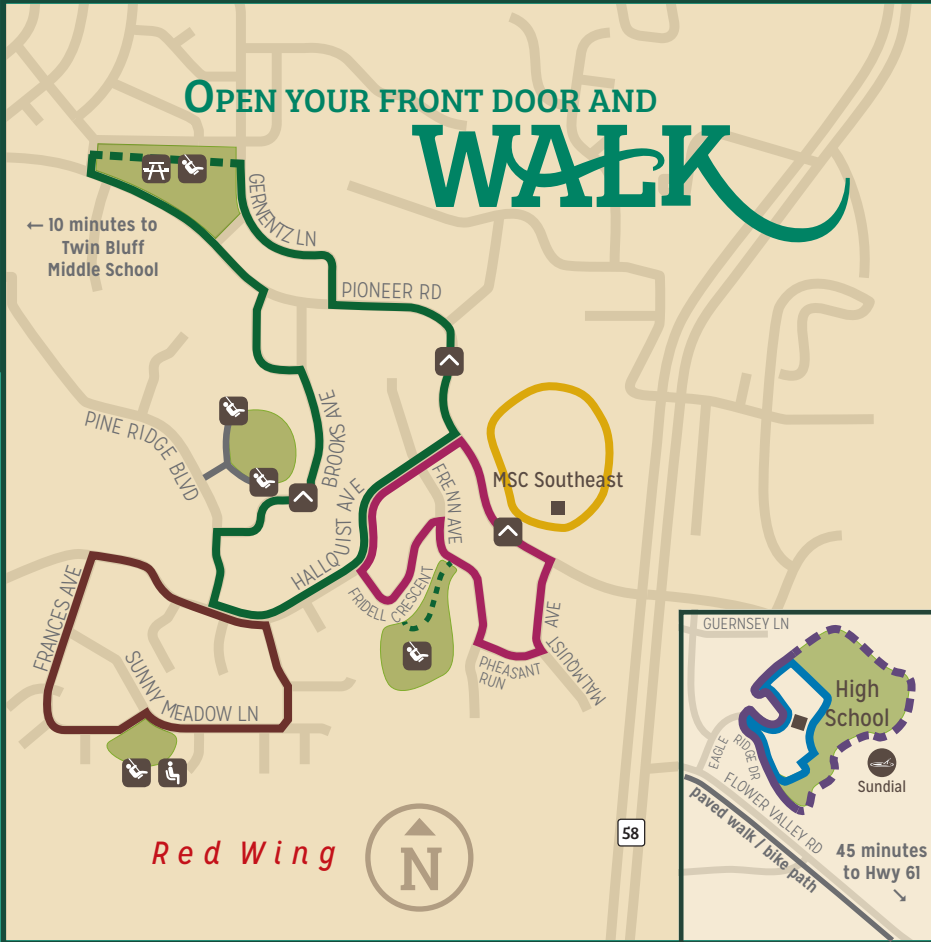 OPEN YOUR FRONT DOOR AND
WALK
← 10 minutes to
Twin Bluff
Middle School
GERNENTZ LN
PIONEER RD
PINE RIDGE BLVD
BROOKS AVE
HALLQUIST AVE
FRENN AVE
MSC Southeast
FRIDELL CRESCENT
FRANCES AVE
SUNNY MEADOW LN
PHEASANT
RUN
MALMQUIST AVE
Red Wing
N
58
GUERNSEY LN
High
School
Sundial
EAGLE
RIDGE DR
FLOWER VALLEY RD
paved walk / bike path
45 minutes
to Hwy 61
→